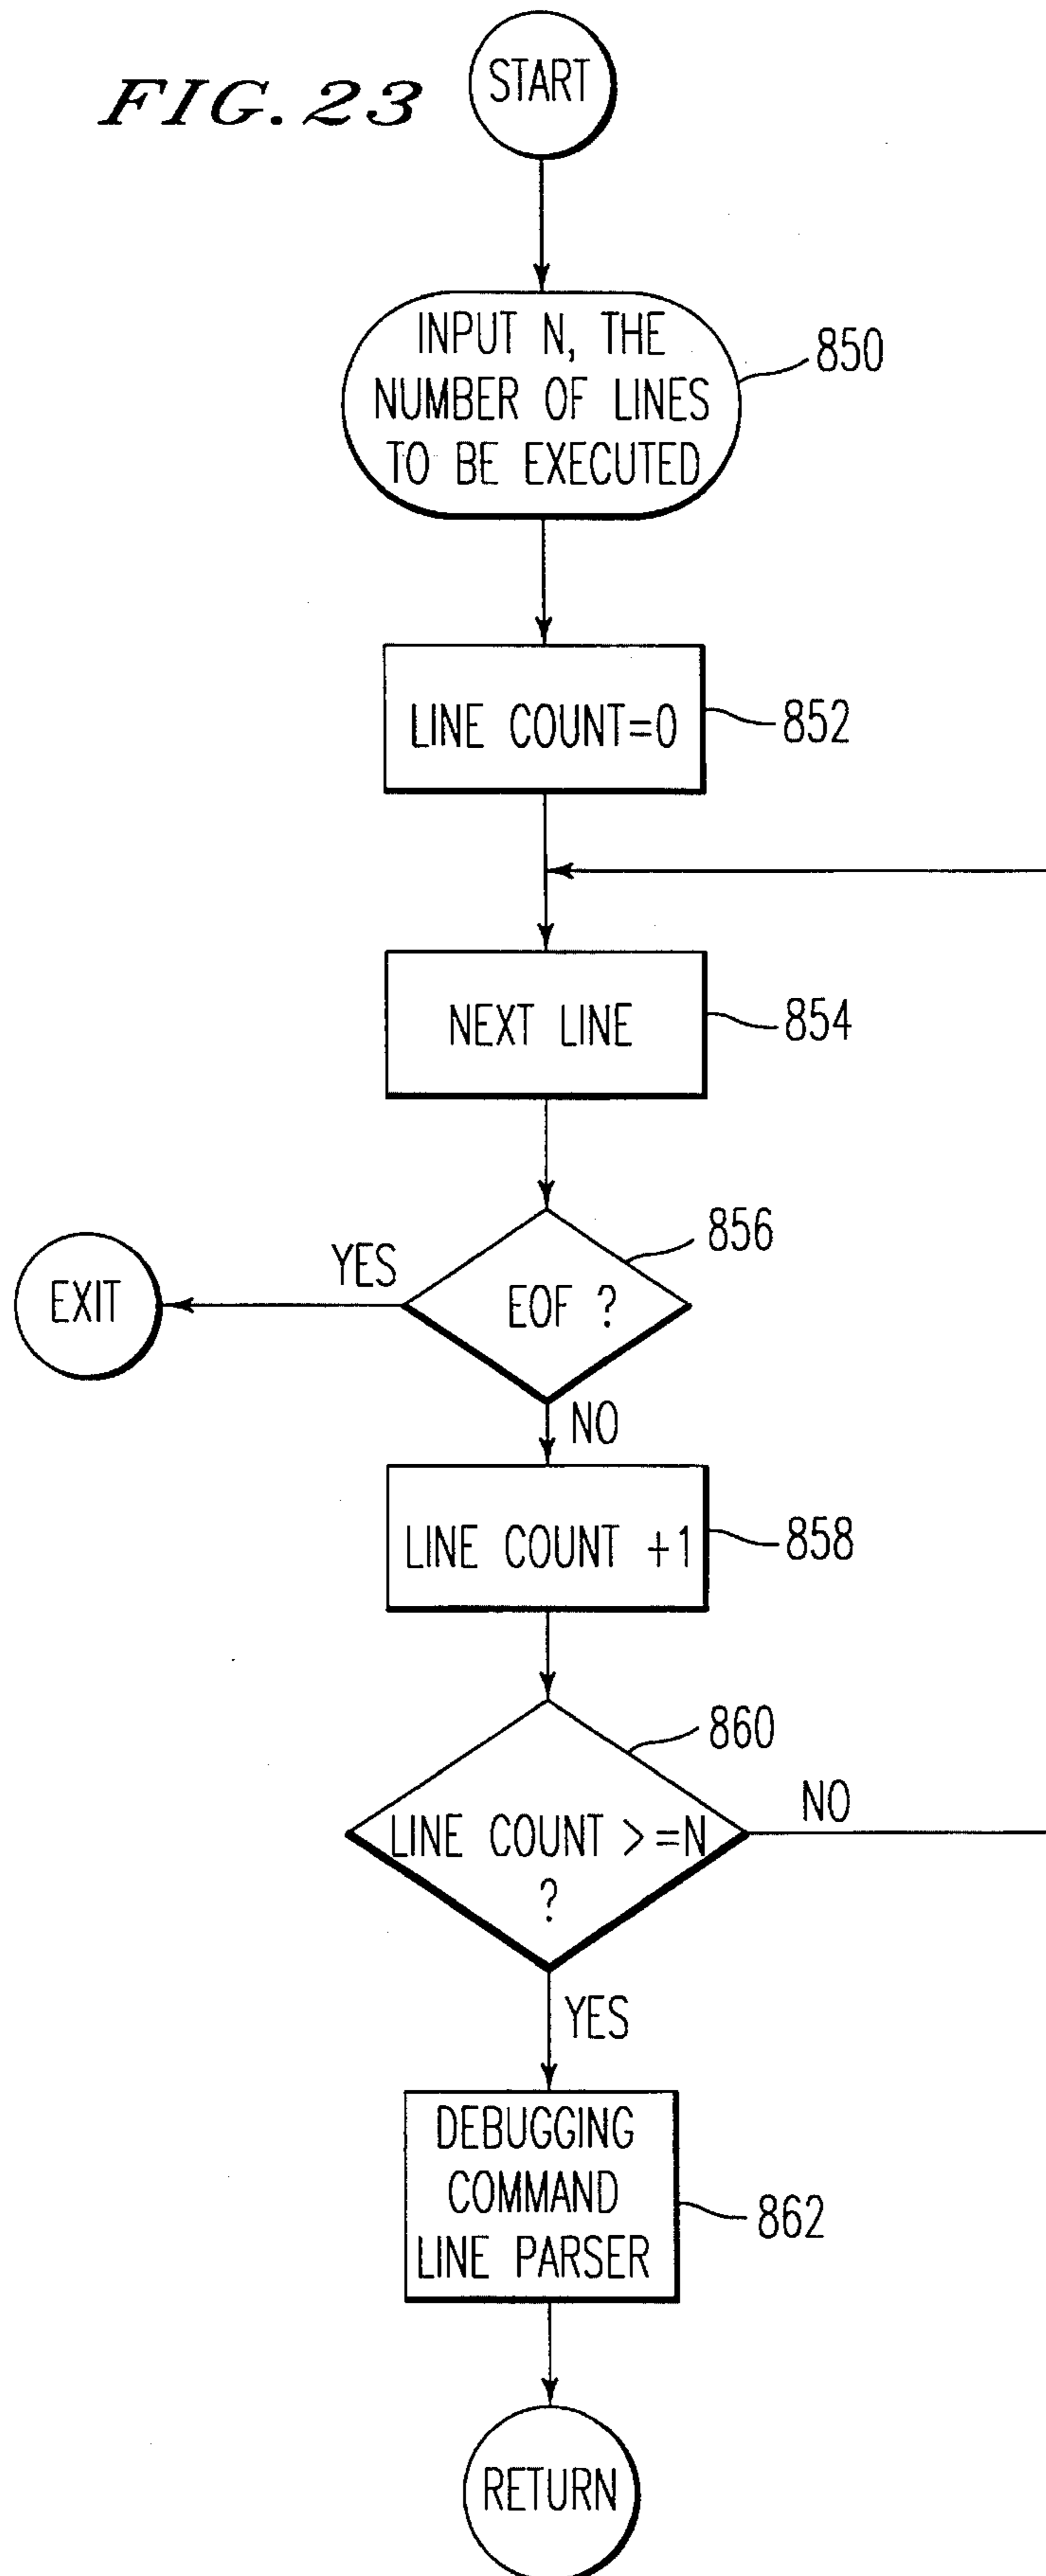 FIG. 23
START
INPUT N, THE
NUMBER OF LINES
TO BE EXECUTED
850
LINE COUNT=0
852
NEXT LINE
854
856
YES
EOF ?
EXIT
NO
LINE COUNT +1
858
860
NO
LINE COUNT >=N
?
YES
DEBUGGING
COMMAND
LINE PARSER
862
RETURN